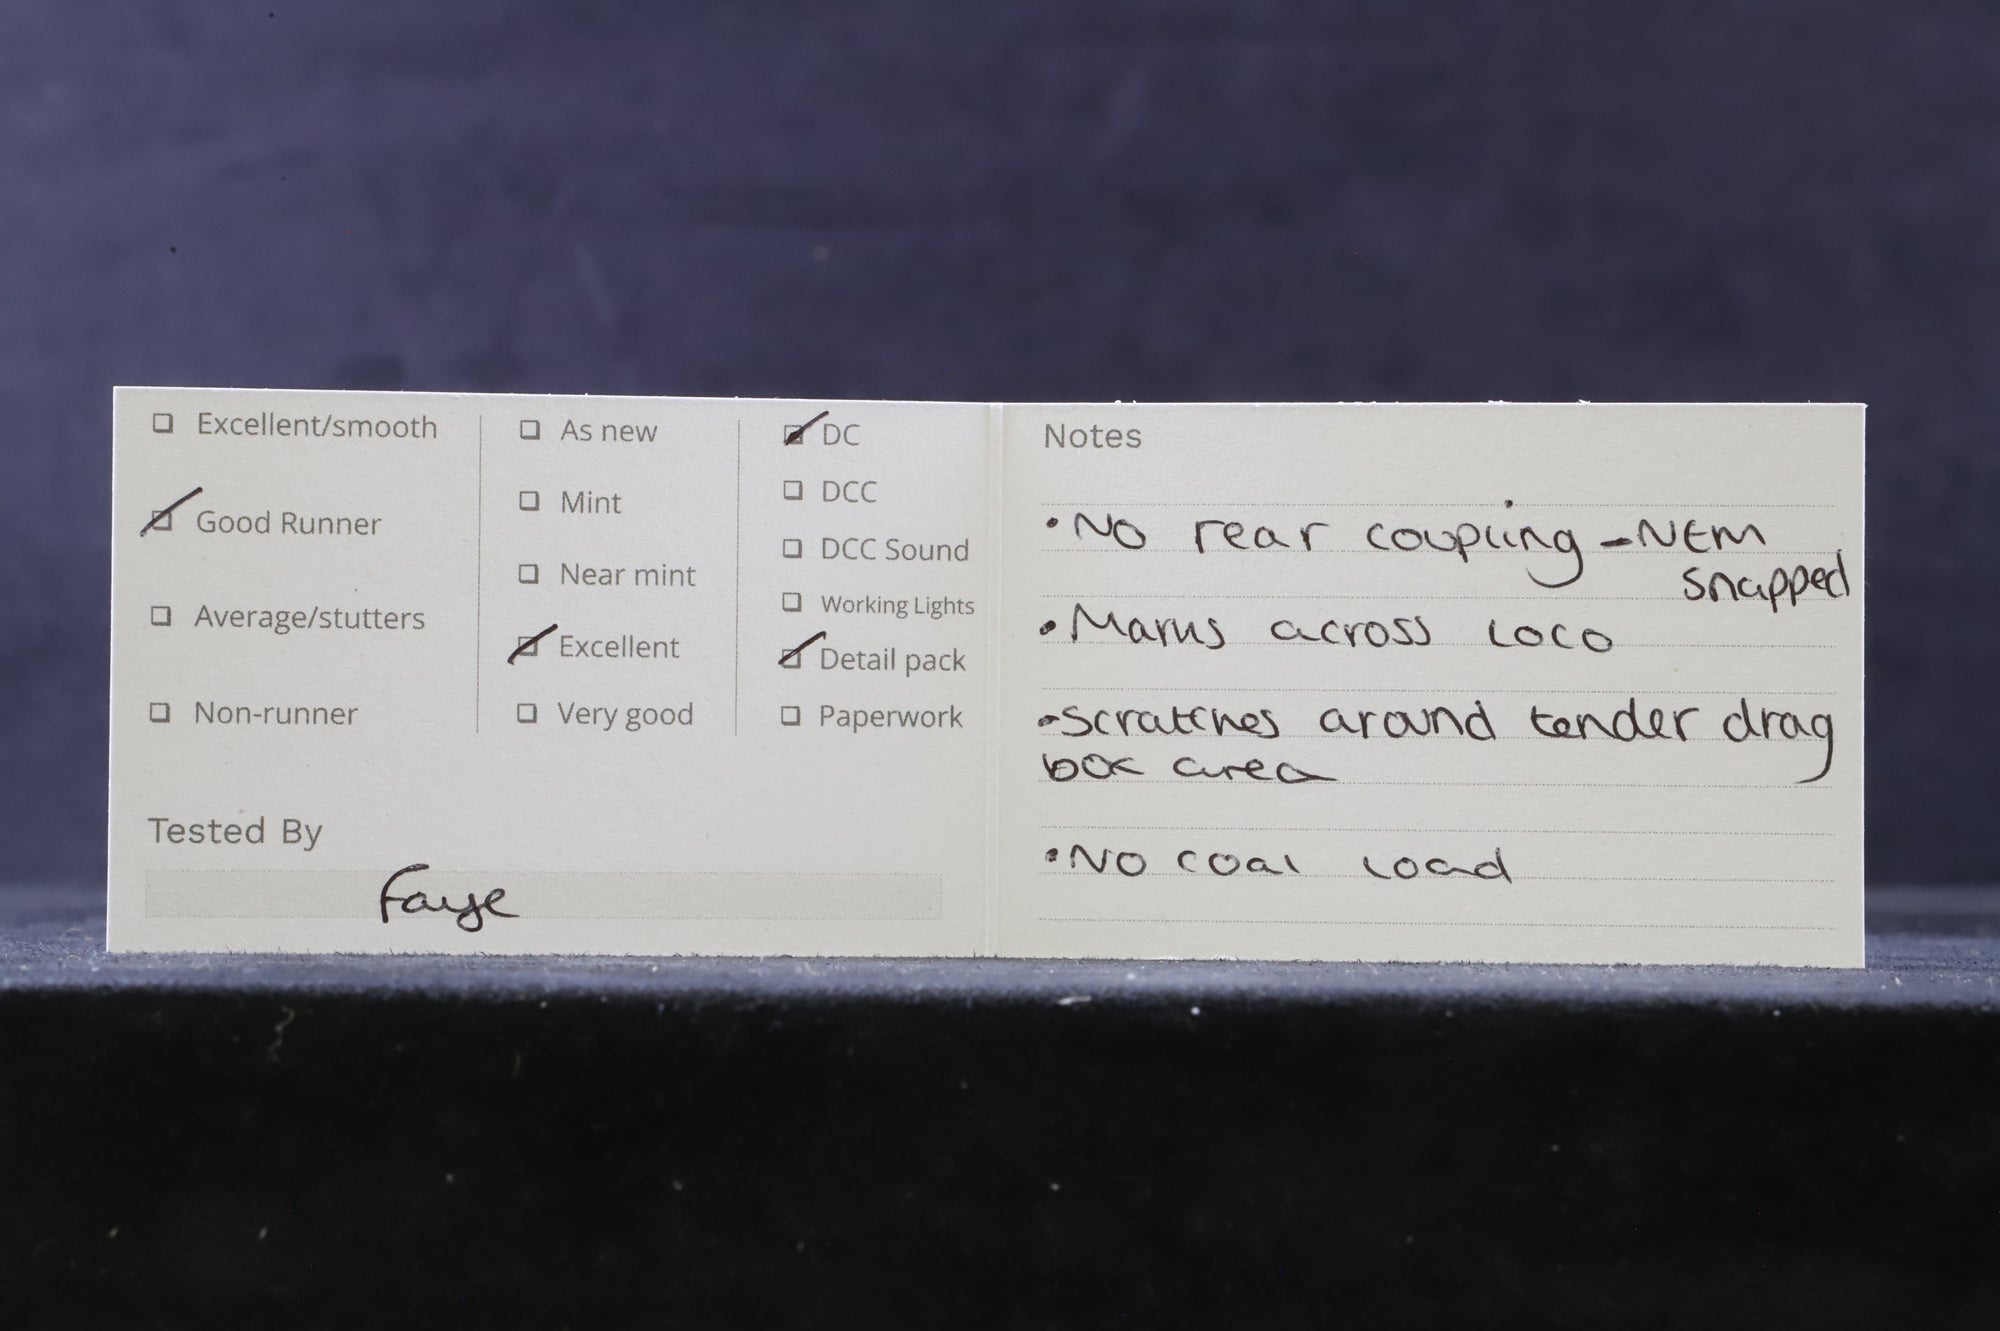 ☐ Excellent/smooth
☑ Good Runner
☐ Average/stutters
☐ Non-runner
☐ As new
☐ Mint
☐ Near mint
☑ Excellent
☐ Very good
☑ DC
☐ DCC
☐ DCC Sound
☐ Working Lights
☑ Detail pack
☐ Paperwork
Tested By
Faye
Notes
• No rear coupling - NEM
snapped
• Marks across loco
• Scratches around tender drag
box area
• No coal load